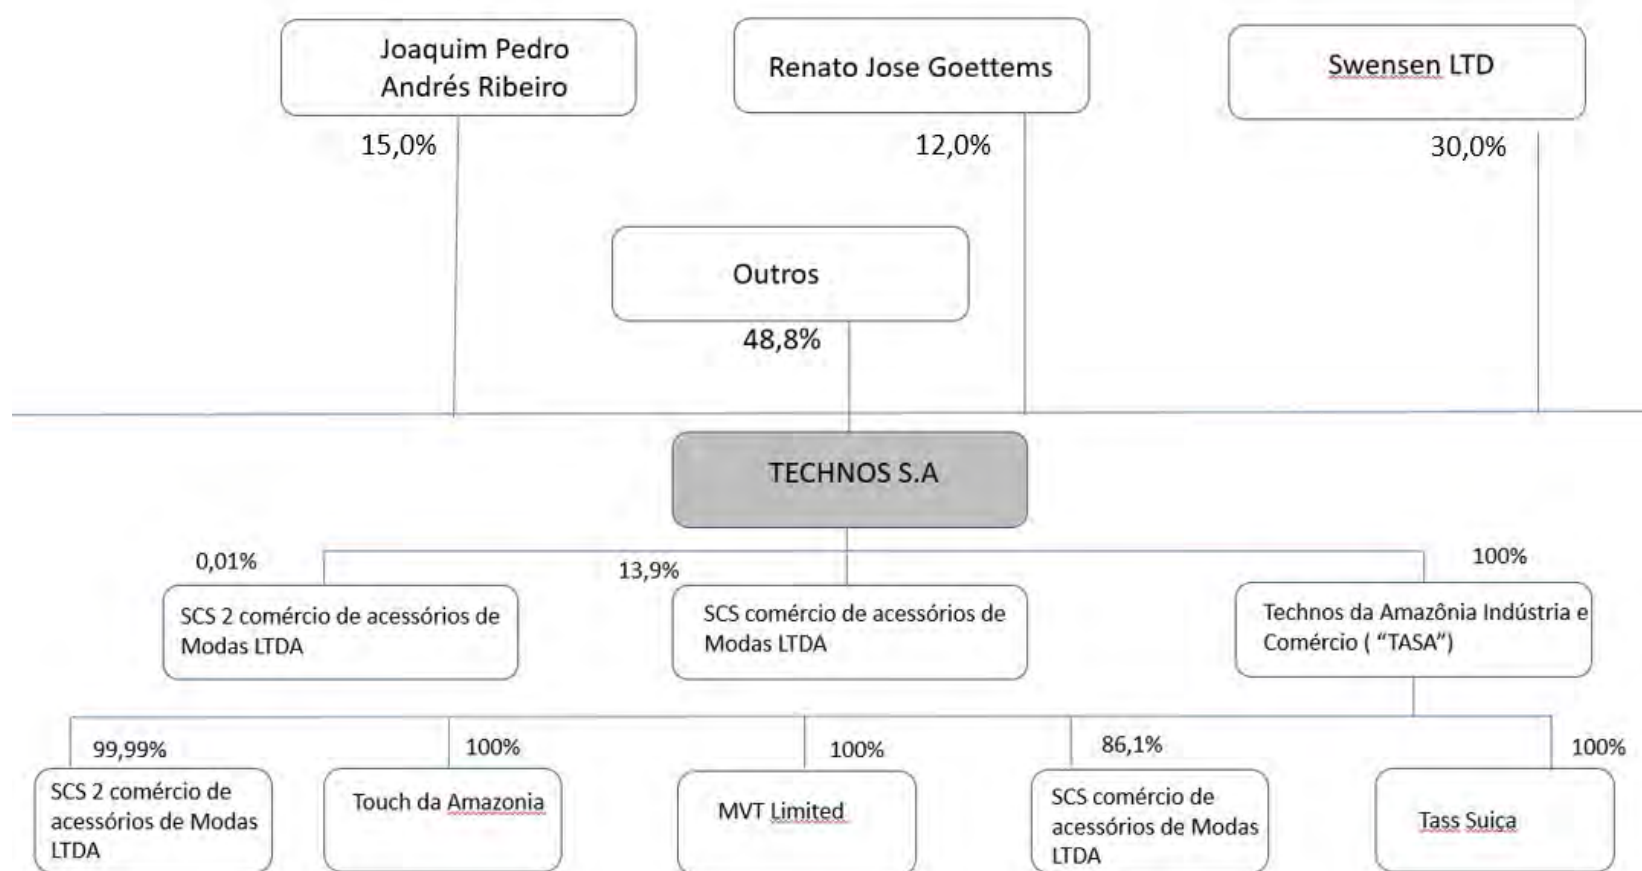 Joaquim Pedro
Andrés Ribeiro
Renato Jose Goettems
Swensen LTD
15,0%
12,0%
30,0%
Outros
48,8%
TECHNOS S.A
0,01%
13,9%
100%
SCS 2 comércio de acessórios de
Modas LTDA
SCS comércio de acessórios de
Modas LTDA
Technos da Amazônia Indústria e
Comércio ( “TASA”)
99,99%
100%
100%
86,1%
100%
SCS 2 comércio de
acessórios de Modas
LTDA
Touch da Amazonia
MVT Limited
SCS comércio de
acessórios de Modas
LTDA
Tass Suiça